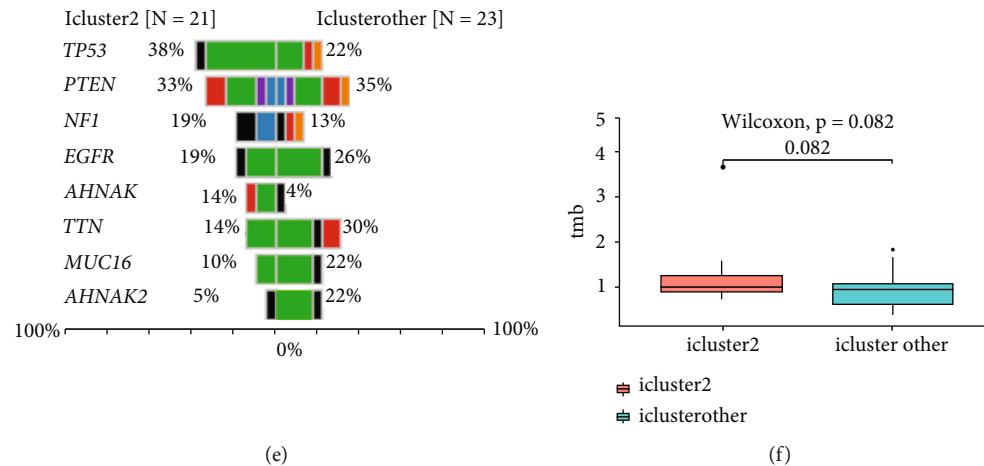 Icluster2 [N = 21] Iclusterother [N = 23]
TP53 38% 22%
PTEN 33% 35%
NF1 19% 13%
EGFR 19% 26%
AHNAK 14% 4%
TTN 14% 30%
MUC16 10% 22%
AHNAK2 5% 22%
100% 100%
0%
(e)
Wilcoxon, p = 0.082
0.082
5
4
3
2
1
tmb
icluster2 icluster other
icluster2
iclusterother
(f)